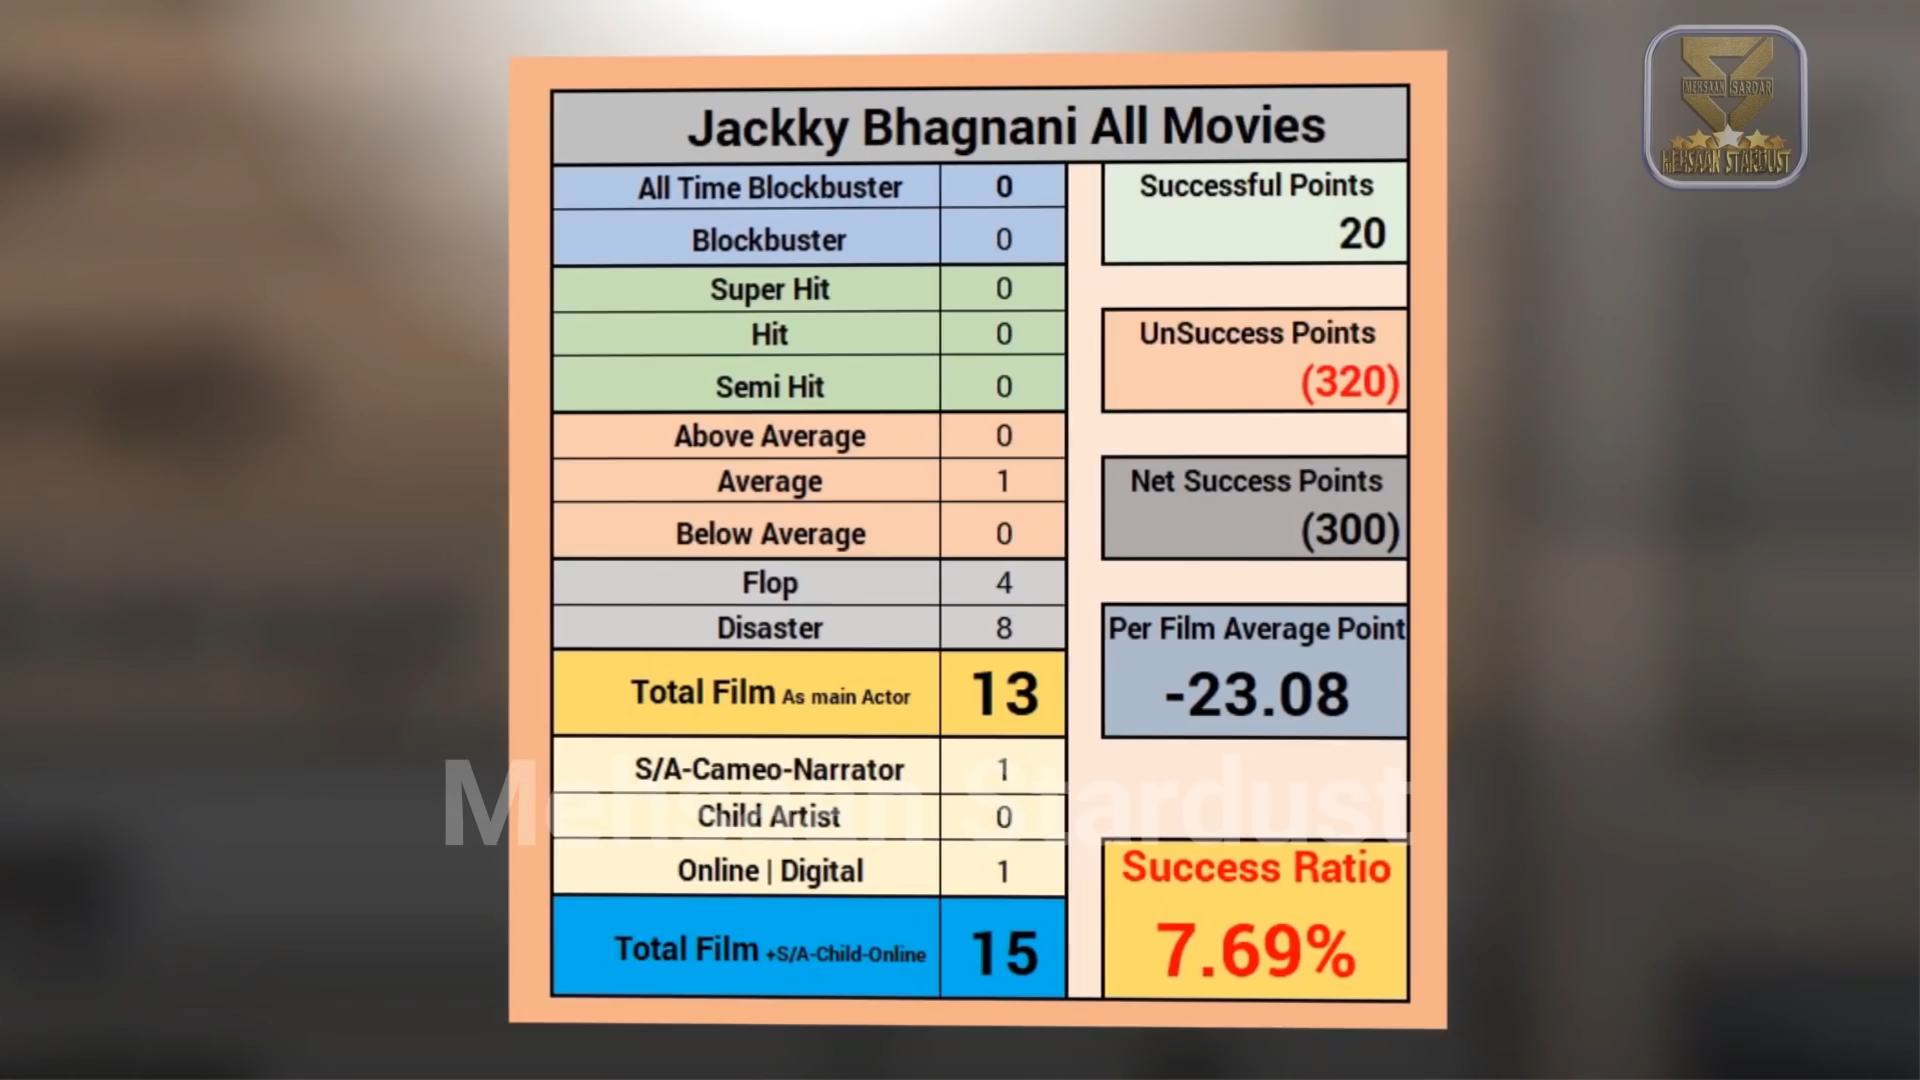 MEHSAAN SARDAR
MEHSAAN STARDUST
Jackky Bhagnani All Movies
All Time Blockbuster 0
Blockbuster 0
Super Hit 0
Hit 0
Semi Hit 0
Above Average 0
Average 1
Below Average 0
Flop 4
Disaster 8
Total Film As main Actor 13
S/A-Cameo-Narrator 1
Child Artist 0
Online | Digital 1
Total Film +S/A-Child-Online 15
Successful Points
20
UnSuccess Points
(320)
Net Success Points
(300)
Per Film Average Point
-23.08
Success Ratio
7.69%
Mehsaan Stardust